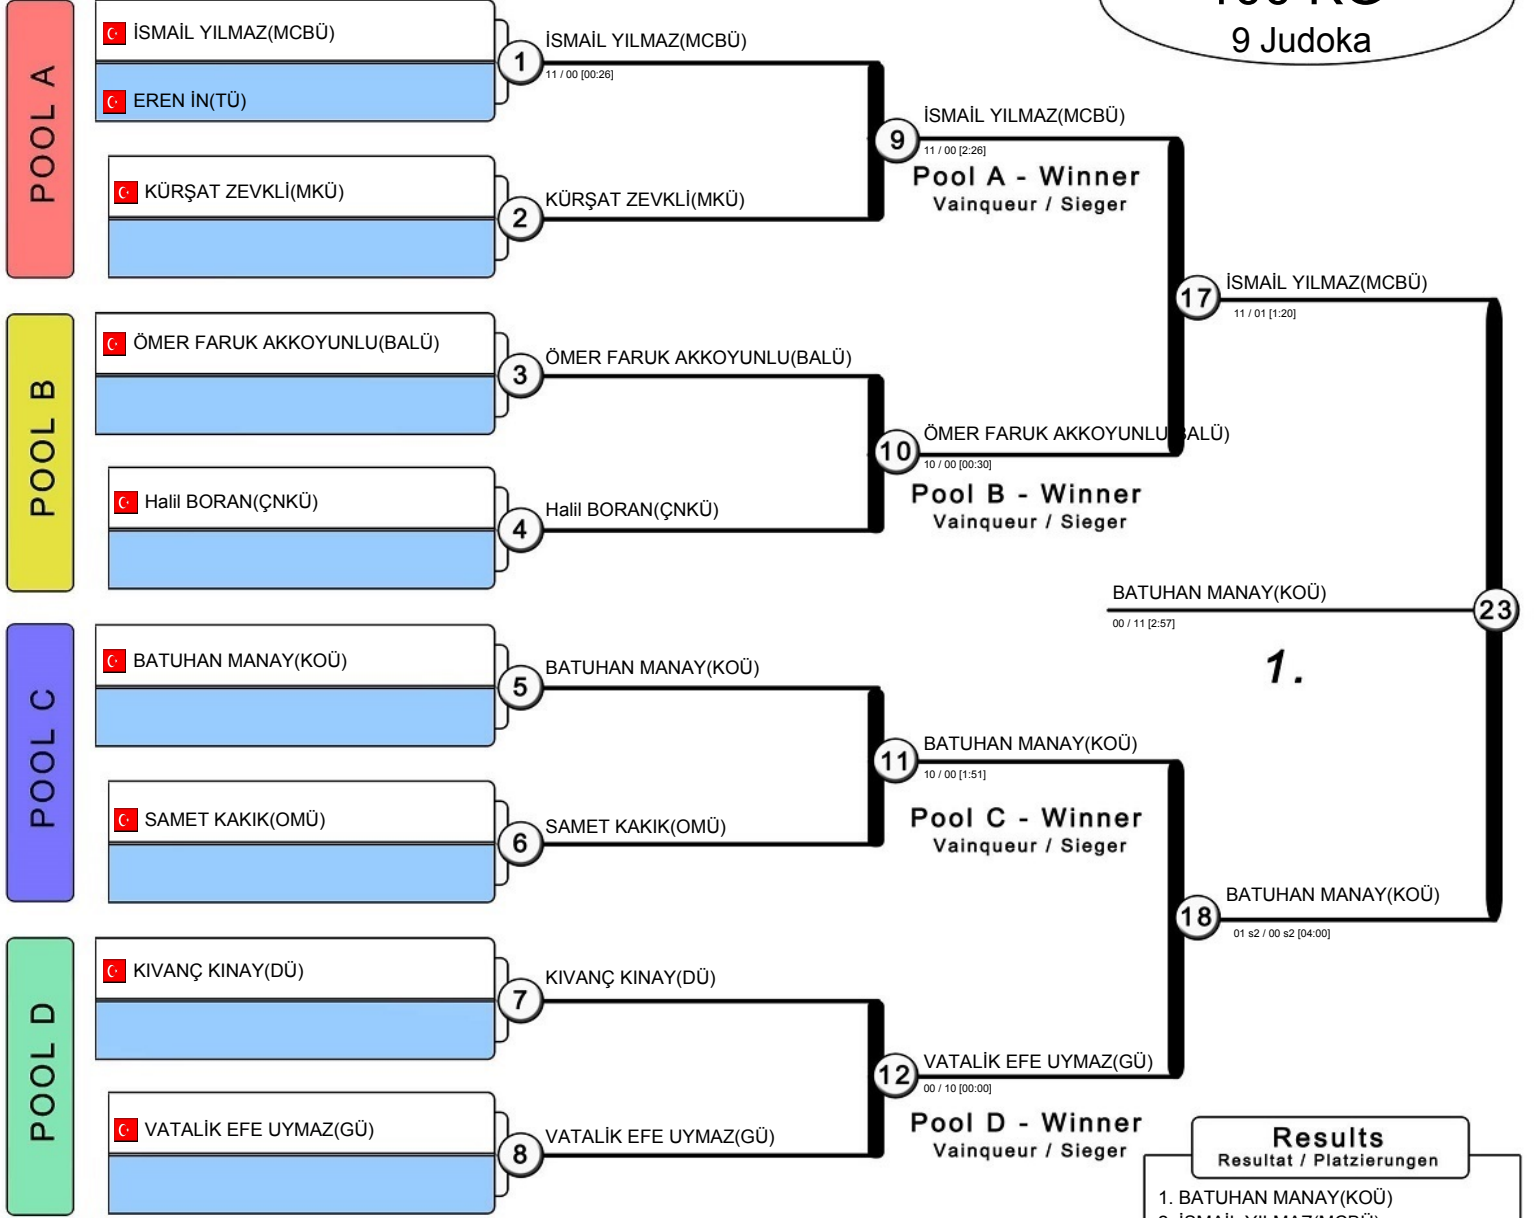 9 Judoka
POOL A
İSMAİL YILMAZ(MCBÜ)
EREN İN(TÜ)
KÜRŞAT ZEVKLİ(MKÜ)
1
İSMAİL YILMAZ(MCBÜ)
11 / 00 [00:26]
2
KÜRŞAT ZEVKLİ(MKÜ)
9
İSMAİL YILMAZ(MCBÜ)
11 / 00 [2:26]
Pool A - Winner
Vainqueur / Sieger
POOL B
ÖMER FARUK AKKOYUNLU(BALÜ)
Halil BORAN(ÇNKÜ)
3
ÖMER FARUK AKKOYUNLU(BALÜ)
4
Halil BORAN(ÇNKÜ)
10
ÖMER FARUK AKKOYUNLU(BALÜ)
10 / 00 [00:30]
Pool B - Winner
Vainqueur / Sieger
17
İSMAİL YILMAZ(MCBÜ)
11 / 01 [1:20]
BATUHAN MANAY(KOÜ)
00 / 11 [2:57]
23
1.
POOL C
BATUHAN MANAY(KOÜ)
SAMET KAKIK(OMÜ)
5
BATUHAN MANAY(KOÜ)
6
SAMET KAKIK(OMÜ)
11
BATUHAN MANAY(KOÜ)
10 / 00 [1:51]
Pool C - Winner
Vainqueur / Sieger
18
BATUHAN MANAY(KOÜ)
01 s2 / 00 s2 [04:00]
POOL D
KIVANÇ KINAY(DÜ)
VATALİK EFE UYMAZ(GÜ)
7
KIVANÇ KINAY(DÜ)
8
VATALİK EFE UYMAZ(GÜ)
12
VATALİK EFE UYMAZ(GÜ)
00 / 10 [00:00]
Pool D - Winner
Vainqueur / Sieger
Results
Resultat / Platzierungen
1. BATUHAN MANAY(KOÜ)
2. İSMAİL YILMAZ(MCBÜ)